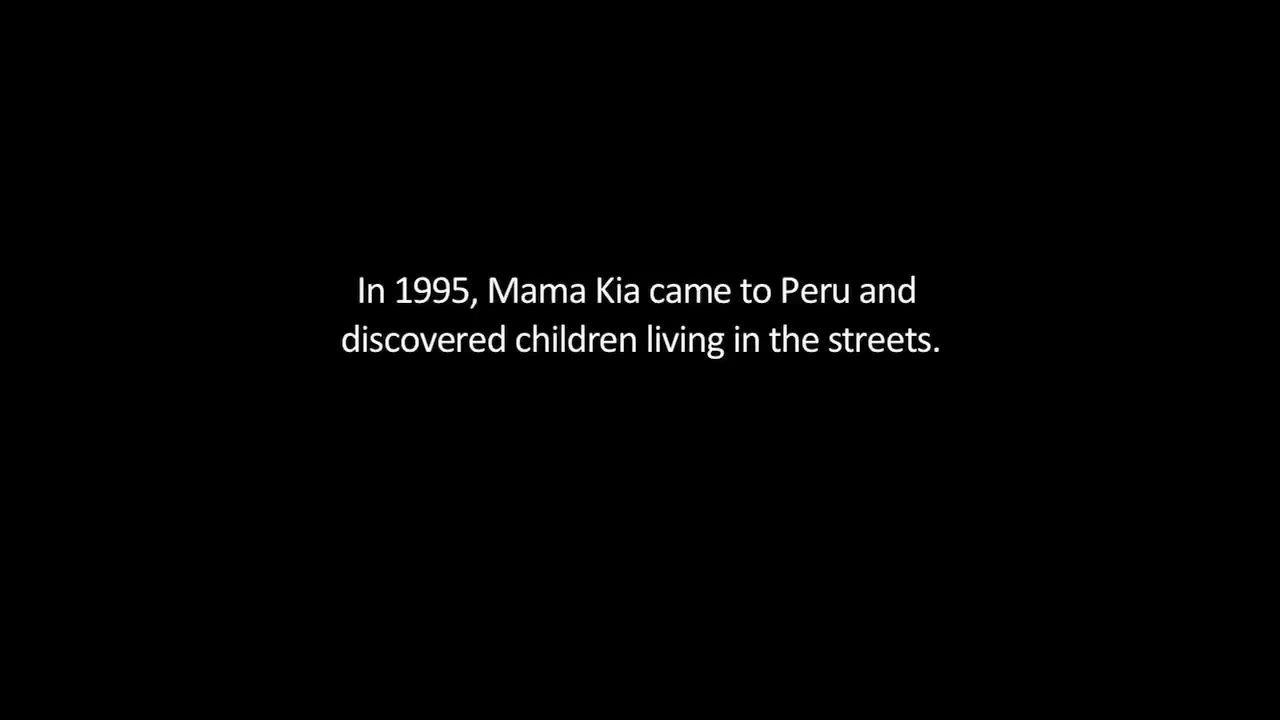 In 1995, Mama Kia came to Peru and
discovered children living in the streets.